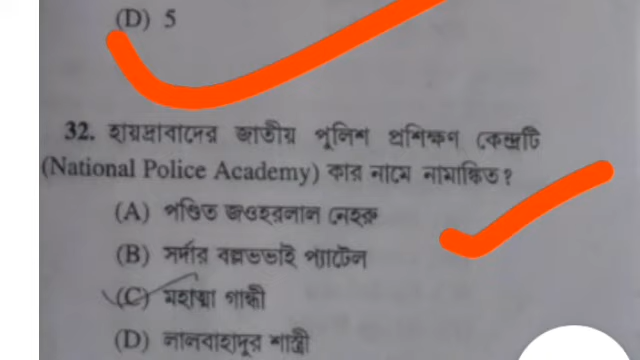 (D) 5
32. হায়দ্রাবাদের জাতীয় পুলিশ প্রশিক্ষণ কেন্দ্রটি
(National Police Academy) কার নামে নামাঙ্কিত?
(A) পণ্ডিত জওহরলাল নেহরু
(B) সর্দার বল্লভভাই প্যাটেল
(C) মহাত্মা গান্ধী
(D) লালবাহাদুর শাস্ত্রী